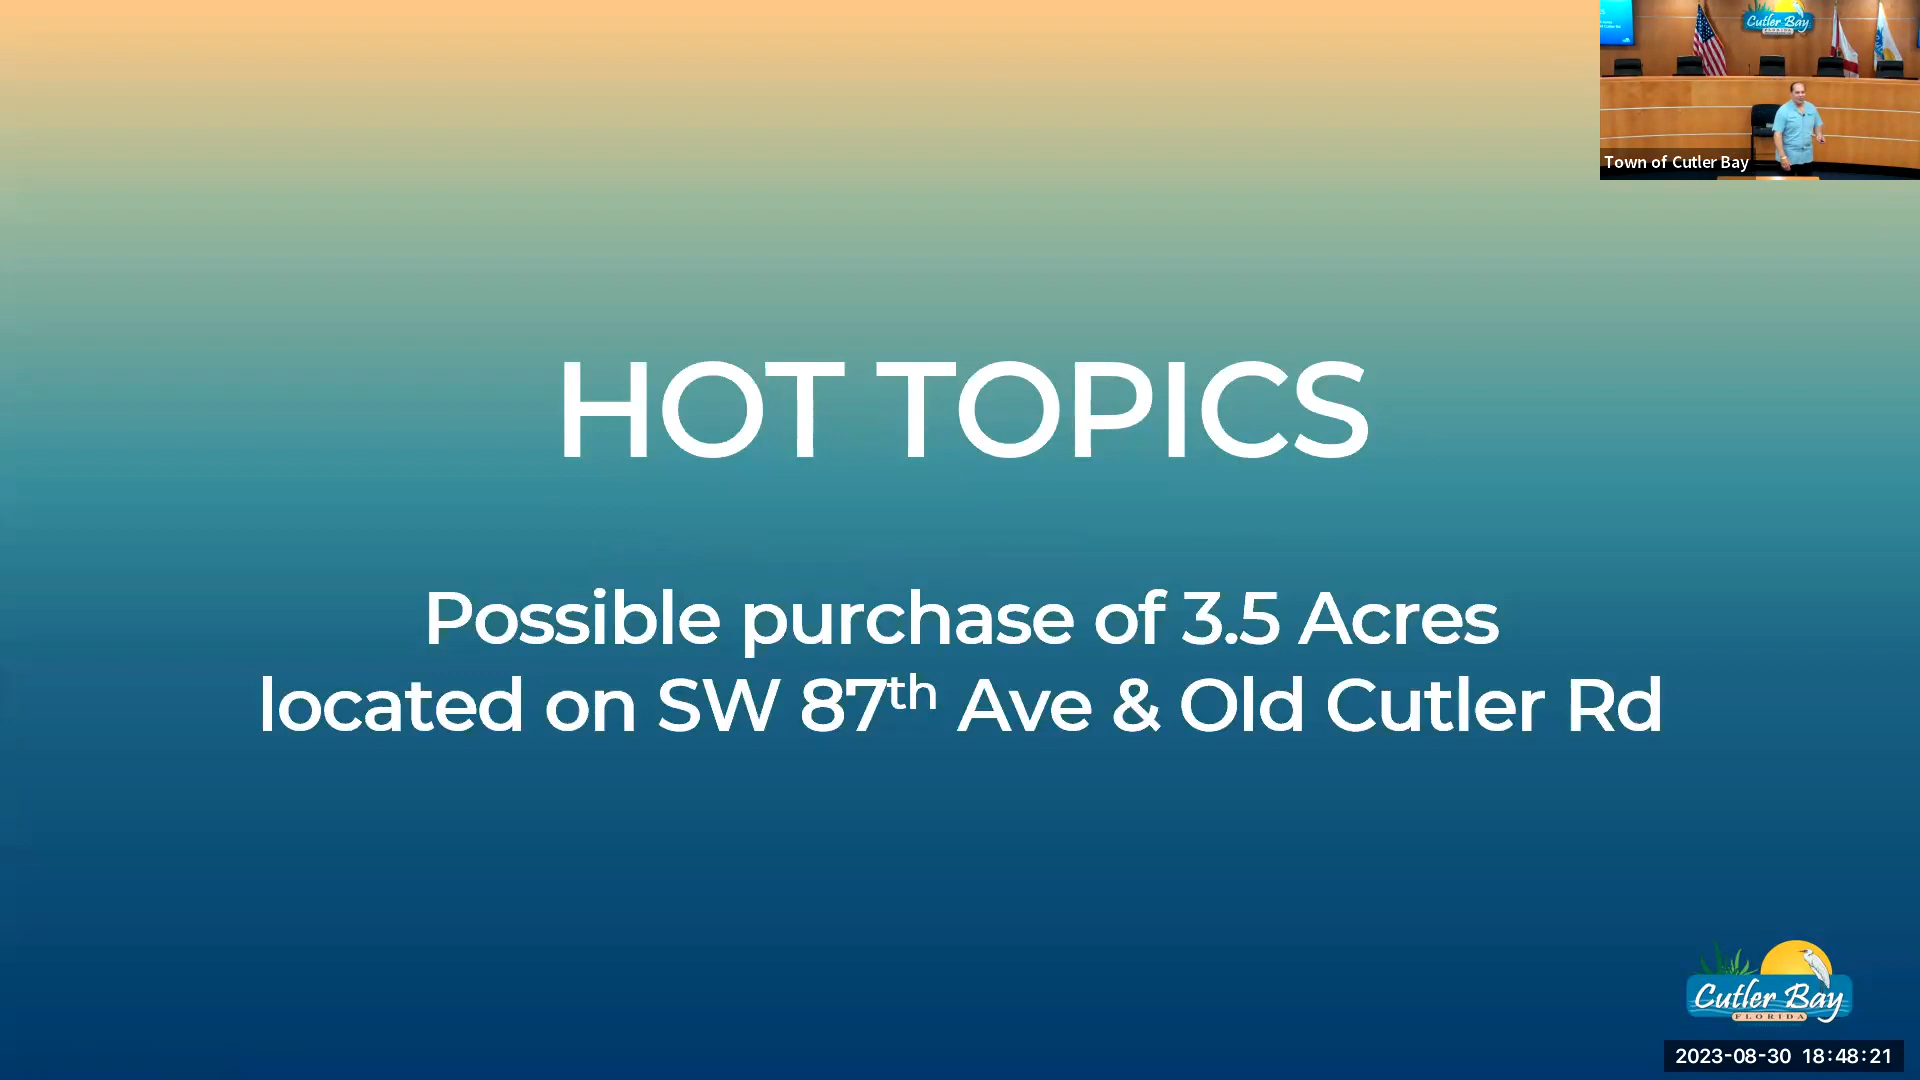 Cutler Bay
FLORIDA
Town of Cutler Bay
HOT TOPICS
Possible purchase of 3.5 Acres
located on SW 87th Ave & Old Cutler Rd
Cutler Bay
FLORIDA
2023-08-30 18:48:21